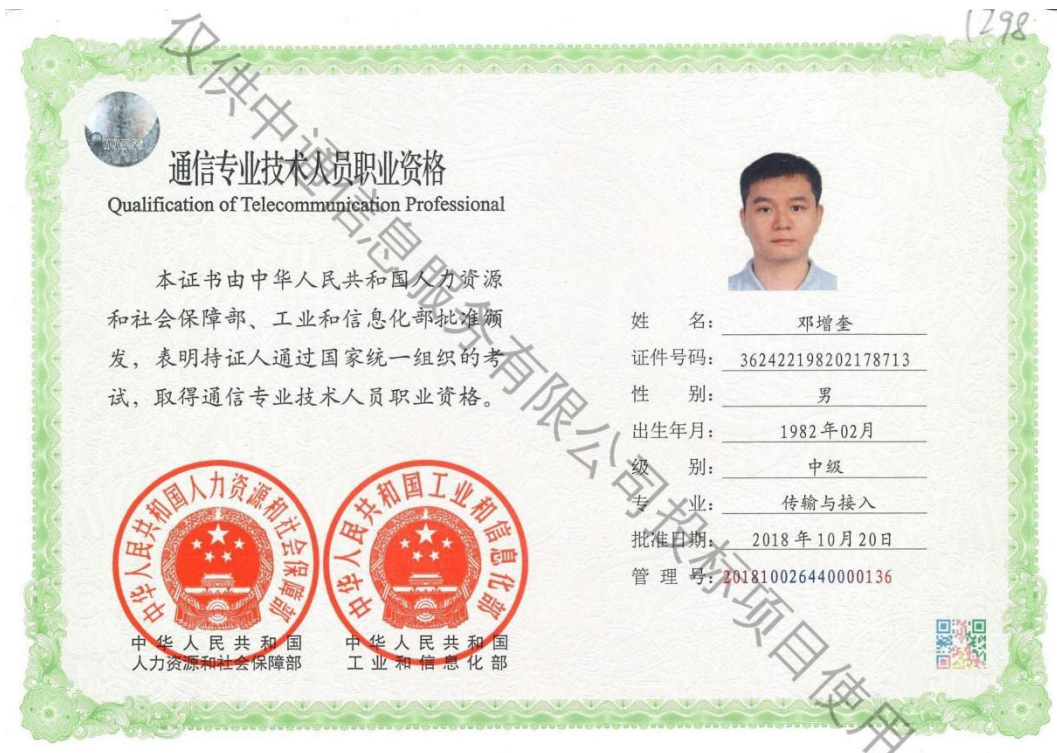 1298
仅供中通信息服务有限公司投标项目使用
通信专业技术人员职业资格
Qualification of Telecommunication Professional
本证书由中华人民共和国人力资源
和社会保障部、工业和信息化部批准颁
发，表明持证人通过国家统一组织的考
试，取得通信专业技术人员职业资格。
中华人民共和国人力资源和社会保障部
中华人民共和国工业和信息化部
中华人民共和国
人力资源和社会保障部
中华人民共和国
工业和信息化部
姓 名： 邓增奎
证件号码： 362422198202178713
性 别： 男
出生年月： 1982年02月
级 别： 中级
专 业： 传输与接入
批准日期： 2018年10月20日
管 理 号： 201810026440000136